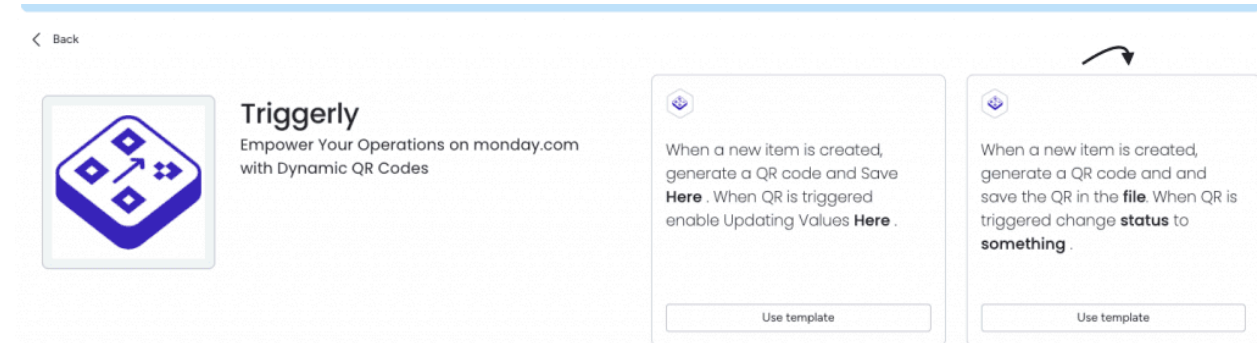 Back
Triggerly
Empower Your Operations on monday.com
with Dynamic QR Codes
When a new item is created,
generate a QR code and Save
Here . When QR is triggered
enable Updating Values Here .
Use template
When a new item is created,
generate a QR code and and
save the QR in the file. When QR is
triggered change status to
something .
Use template